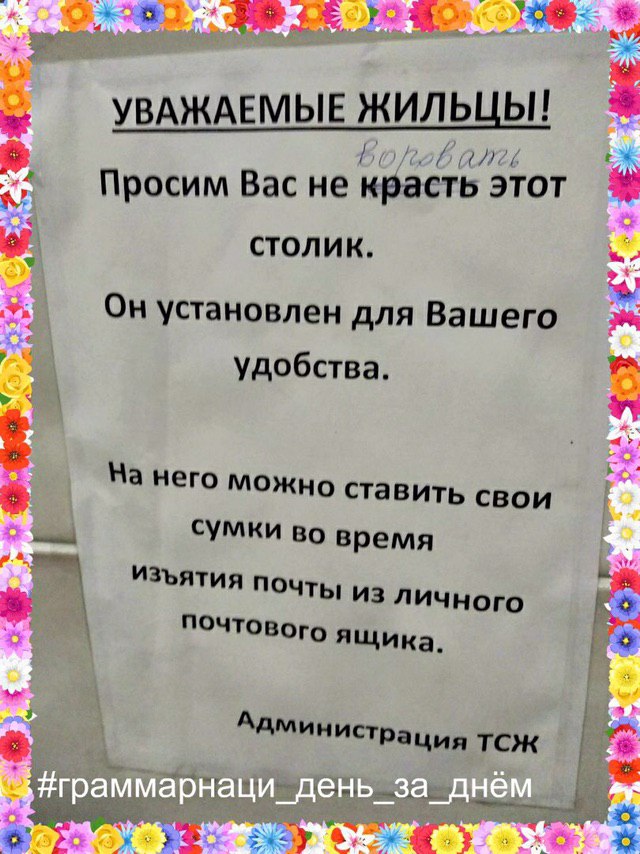 УВАЖАЕМЫЕ ЖИЛЬЦЫ!
воровать
Просим Вас не красть этот
столик.
Он установлен для Вашего
удобства.
На него можно ставить свои
сумки во время
изъятия почты из личного
почтового ящика.
Администрация ТСЖ
#граммарнаци_день_за_днём